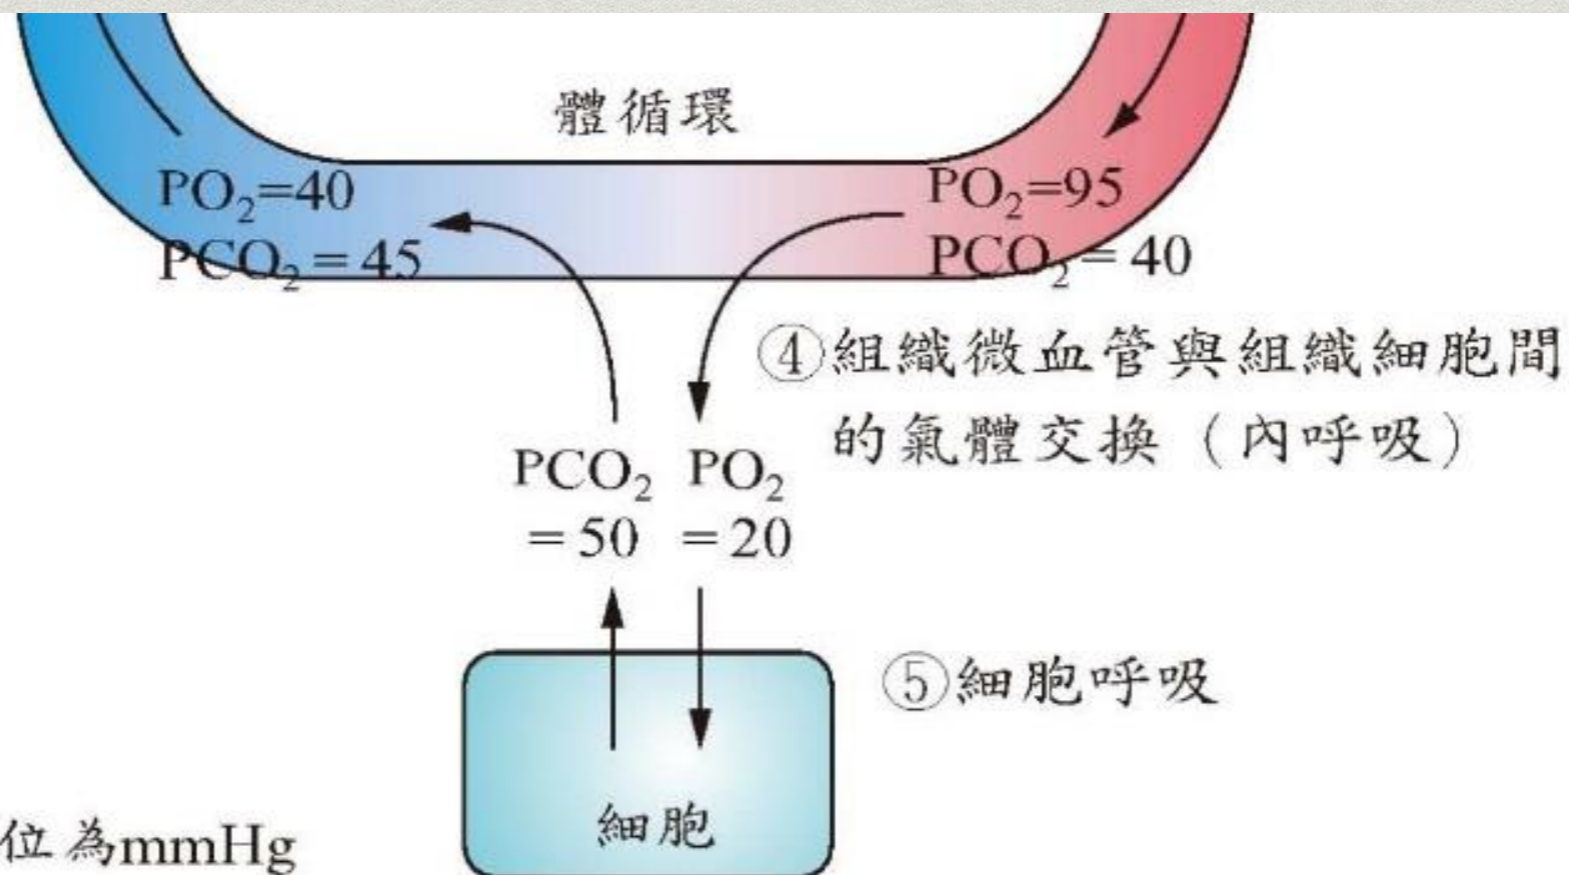 體循環
PO₂=40
PCO₂=45
PO₂=95
PCO₂=40
④組織微血管與組織細胞間
的氣體交換（內呼吸）
PCO₂
=50
PO₂
=20
⑤細胞呼吸
細胞
位為mmHg